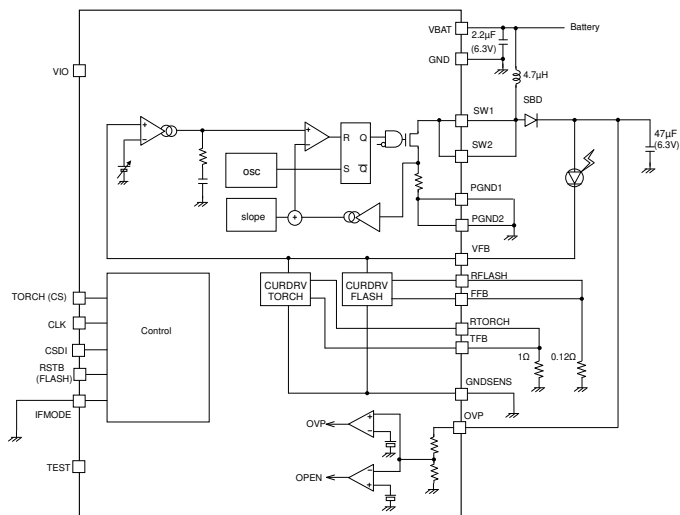 VBAT
2.2µF
(6.3V)
Battery
GND
VIO
4.7µH
SW1
SBD
47µF
(6.3V)
R Q
S Q̅
osc
SW2
slope
+
PGND1
PGND2
VFB
TORCH (CS)
CLK
CSDI
RSTB
(FLASH)
IFMODE
TEST
Control
CURDRV
TORCH
CURDRV
FLASH
RFLASH
FFB
RTORCH
TFB
1Ω
0.12Ω
GNDSENS
OVP
OVP
OPEN
+
−
+
−
+
−
−
+